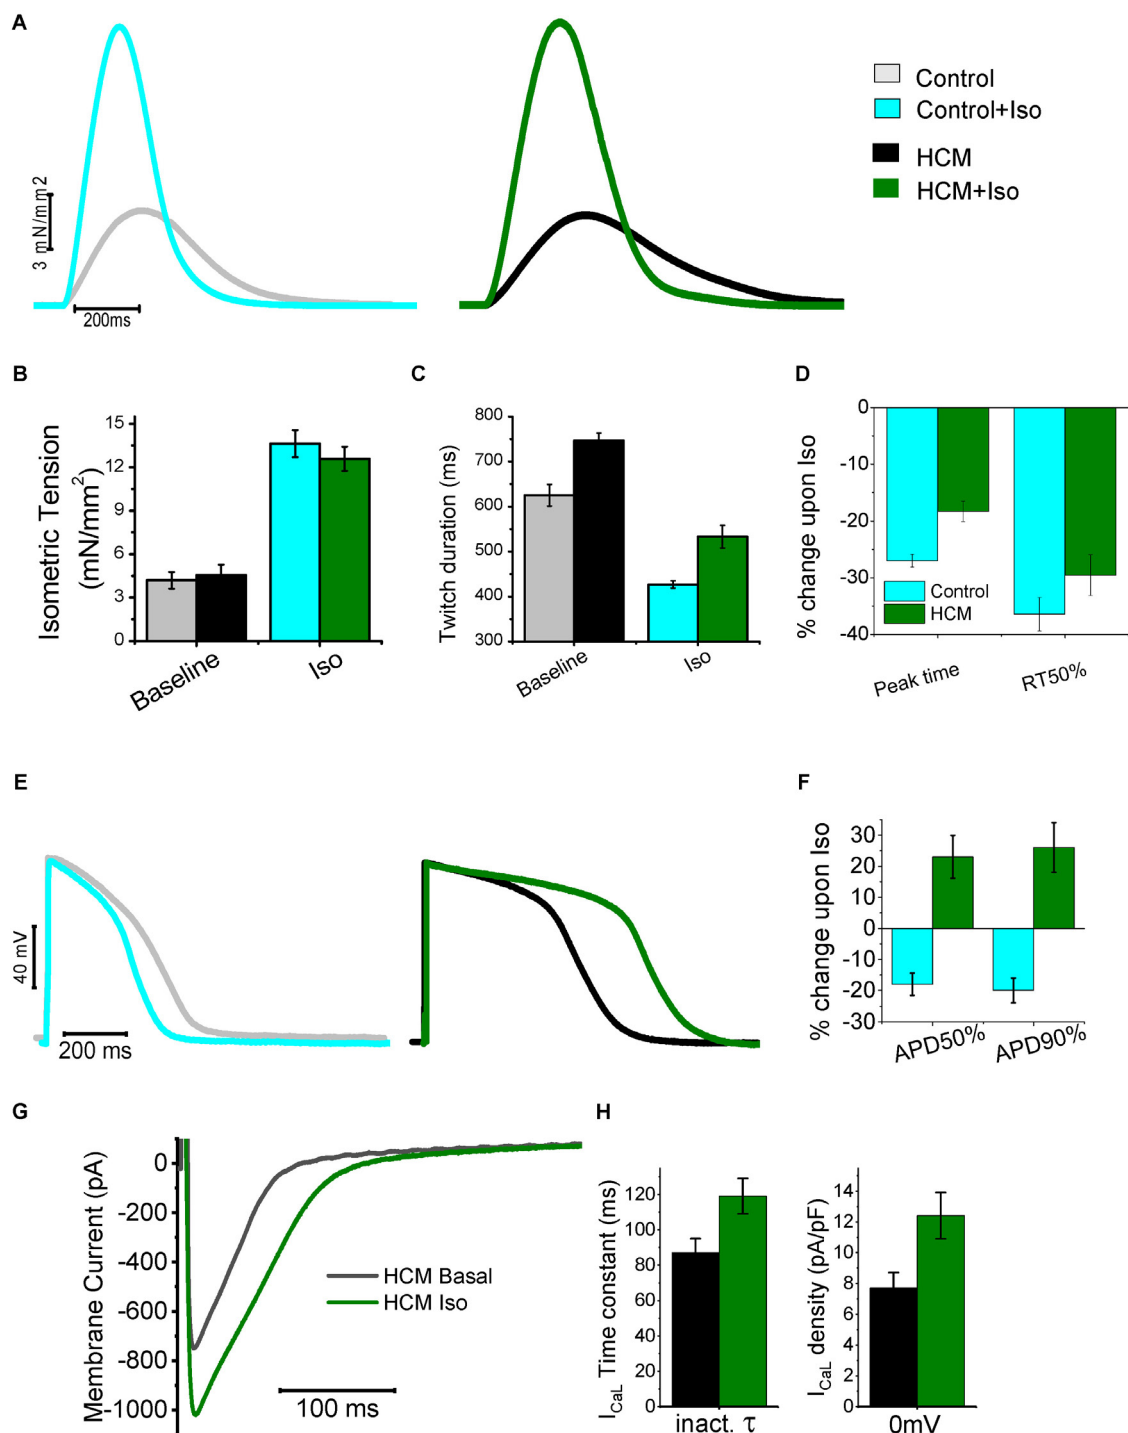 A
Control
Control+Iso
HCM
HCM+Iso
3 mN/mm2
200ms
B
Isometric Tension
(mN/mm²)
15
12
9
6
3
0
Baseline
Iso
C
Twitch duration (ms)
800
750
600
500
400
300
Baseline
Iso
D
% change upon Iso
0
-10
-20
-30
-40
Control
HCM
Peak time
RT50%
E
40 mV
200 ms
F
% change upon Iso
30
20
10
0
-10
-20
-30
APD50%
APD90%
G
Membrane Current (pA)
0
-200
-400
-600
-800
-1000
HCM Basal
HCM Iso
100 ms
H
I_CaL Time constant (ms)
120
100
80
60
40
20
0
inact. τ
I_CaL density (pA/pF)
14
12
10
8
6
4
2
0
0mV